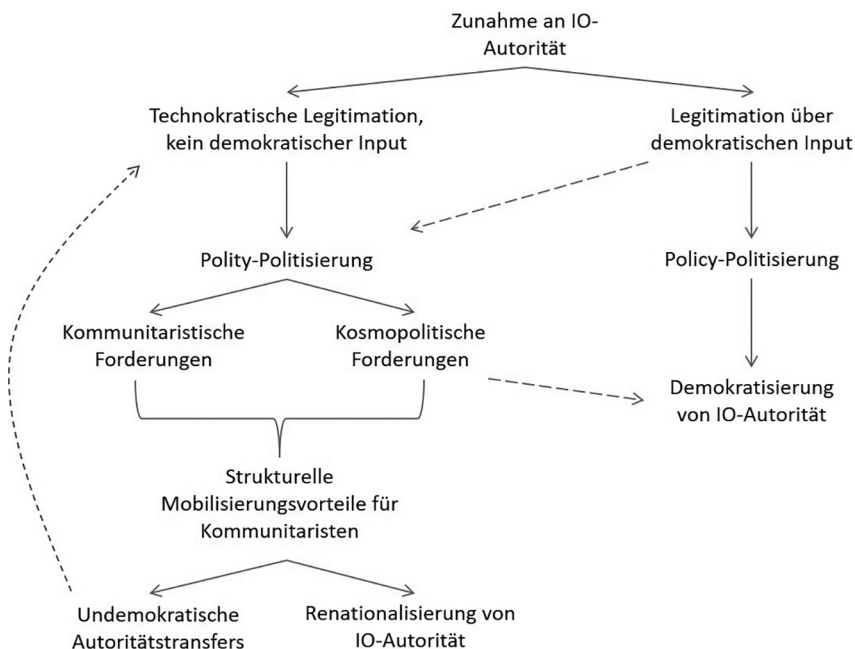 Zunahme an IO-
Autorität
Technokratische Legitimation,
kein demokratischer Input
Legitimation über
demokratischen Input
Polity-Politisierung
Policy-Politisierung
Kommunitaristische
Forderungen
Kosmopolitische
Forderungen
Demokratisierung
von IO-Autorität
Strukturelle
Mobilisierungsvorteile für
Kommunitaristen
Undemokratische
Autoritätstransfers
Renationalisierung von
IO-Autorität